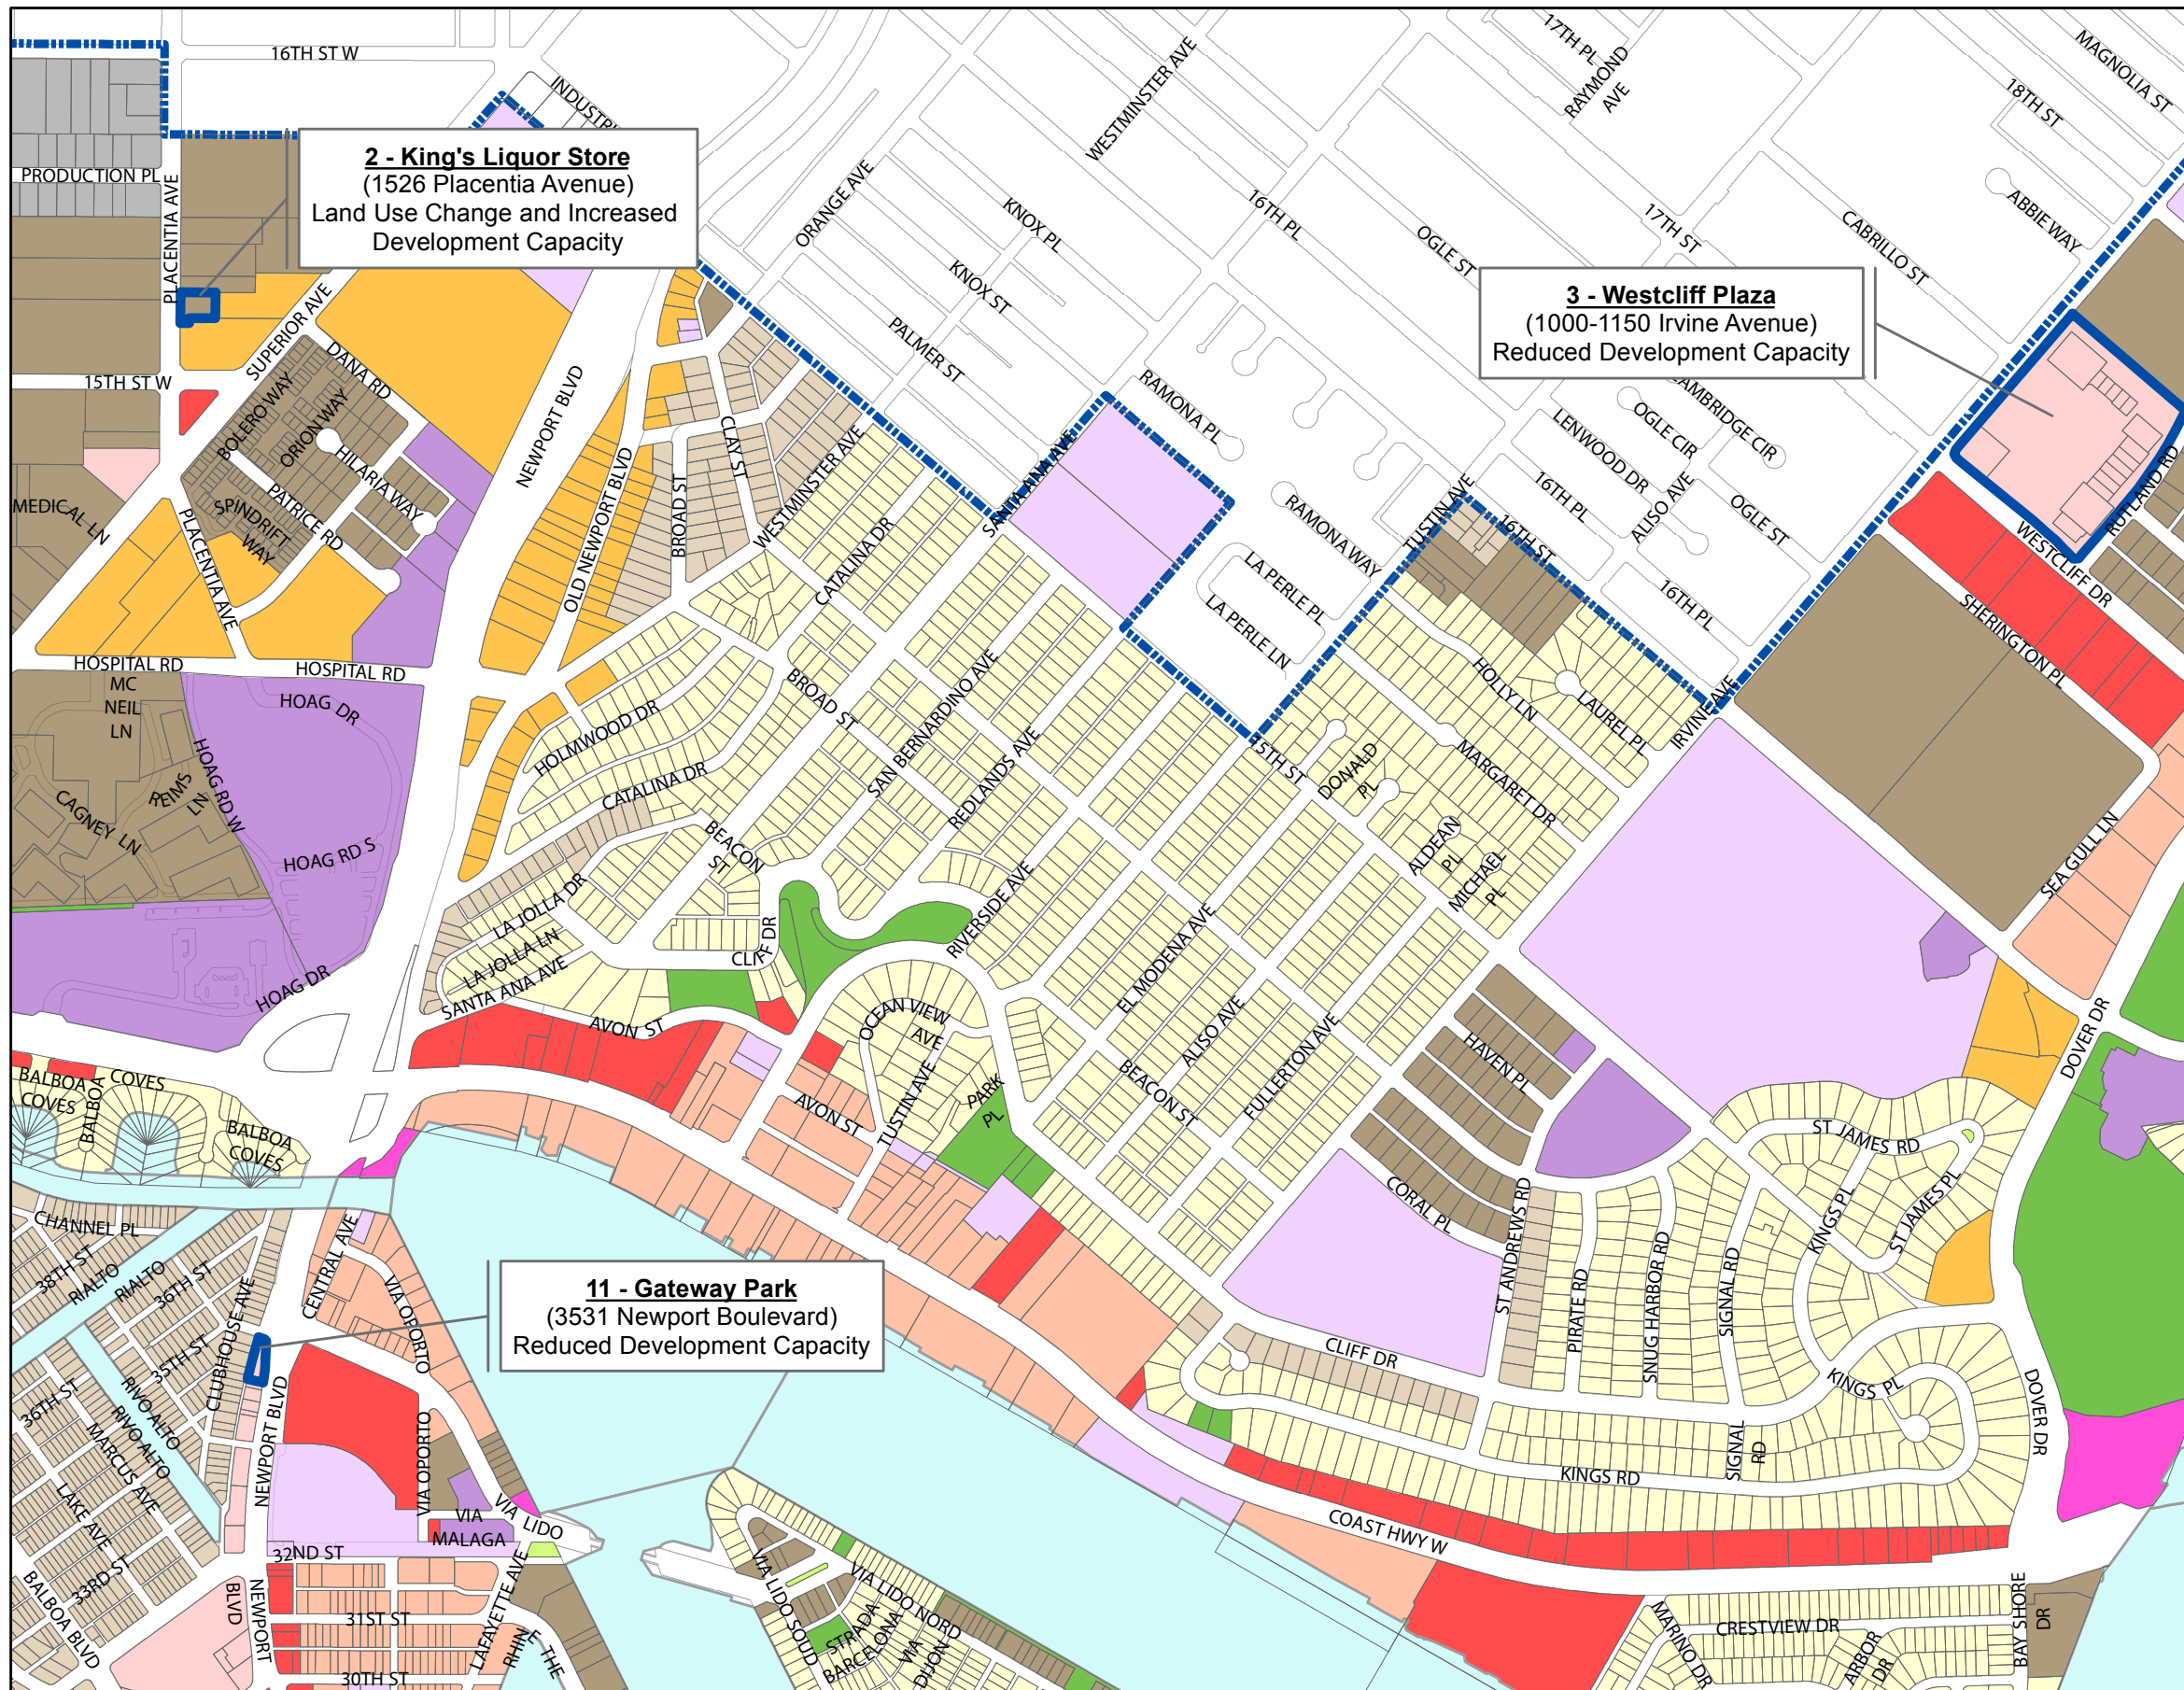 16TH ST W
INDUSTRI
WESTMINSTER AVE
17TH PL
RAYMOND
AVE
MAGNOLIA ST
18TH ST
2 - King's Liquor Store
(1526 Placentia Avenue)
Land Use Change and Increased
Development Capacity
PRODUCTION PL
PLACENTIA AVE
ORANGE AVE
KNOX PL
KNOX ST
PALMER ST
16TH PL
OGLE ST
17TH ST
CABRILLO ST
ABBIE WAY
3 - Westcliff Plaza
(1000-1150 Irvine Avenue)
Reduced Development Capacity
SUPERIOR AVE
15TH ST W
DANA RD
BOLERO WAY
ORION WAY
HILARIA WAY
PATRICE RD
SPINDRIFT
WAY
MEDICAL LN
PLACENTIA AVE
NEWPORT BLVD
OLD NEWPORT BLVD
BROAD ST
CLAY ST
WESTMINSTER AVE
CATALINA DR
SANTA ANA AVE
RAMONA PL
RAMONA WAY
LA PERLE PL
LA PERLE LN
TUSTIN AVE
16TH ST
LENWOOD DR
OGLE CIR
CAMBRIDGE CIR
ALISO AVE
OGLE ST
16TH PL
16TH PL
RUTLAND RD
WESTCLIFF DR
SHERINGTON PL
HOSPITAL RD
HOSPITAL RD
MC
NEIL
LN
HOAG DR
HOAG RD W
REIMS
LN
CAGNEY LN
HOAG RD S
HOAG DR
HOLMWOOD DR
CATALINA DR
BROAD ST
SAN BERNARDINO AVE
REDLANDS AVE
BEACON
ST
15TH ST
DONALD
PL
HOLLY LN
LAUREL PL
IRVINE AVE
MARGARET DR
ALDEAN
PL
MICHAEL
PL
SEA GULL LN
LA JOLLA DR
LA JOLLA LN
SANTA ANA AVE
CLIFF DR
RIVERSIDE AVE
EL MODENA AVE
ALISO AVE
FULLERTON AVE
BEACON ST
AVON ST
OCEAN VIEW
AVE
TUSTIN AVE
PARK
PL
AVON ST
HAVEN PL
DOVER DR
BALBOA
COVES
BALBOA
COVES
BALBOA
COVES
ST JAMES RD
ST JAMES PL
KINGS PL
CORAL PL
ST ANDREWS RD
PIRATE RD
SNUG HARBOR RD
SIGNAL RD
CHANNEL PL
38TH ST
RIALTO
RIALTO
36TH ST
CENTRAL AVE
VIA OPORTO
11 - Gateway Park
(3531 Newport Boulevard)
Reduced Development Capacity
CLUBHOUSE AVE
35TH ST
36TH ST
RIVO ALTO
RIVO ALTO
MARCUS AVE
LAKE AVE
33RD ST
BALBOA BLVD
NEWPORT BLVD
VIA OPORTO
VIA
MALAGA
VIA LIDO
32ND ST
BLVD
NEWPORT
31ST ST
30TH ST
LAFAYETTE AVE
RHINE THE
VIA LIDO SOUD
VIA LIDO NORD
STRADA
BARCELONA
VIA
DIJON
CLIFF DR
KINGS PL
SIGNAL
RD
KINGS RD
DOVER DR
COAST HWY W
MARINO DR
CRESTVIEW DR
ARBOR
DR
BAY SHORE
DR